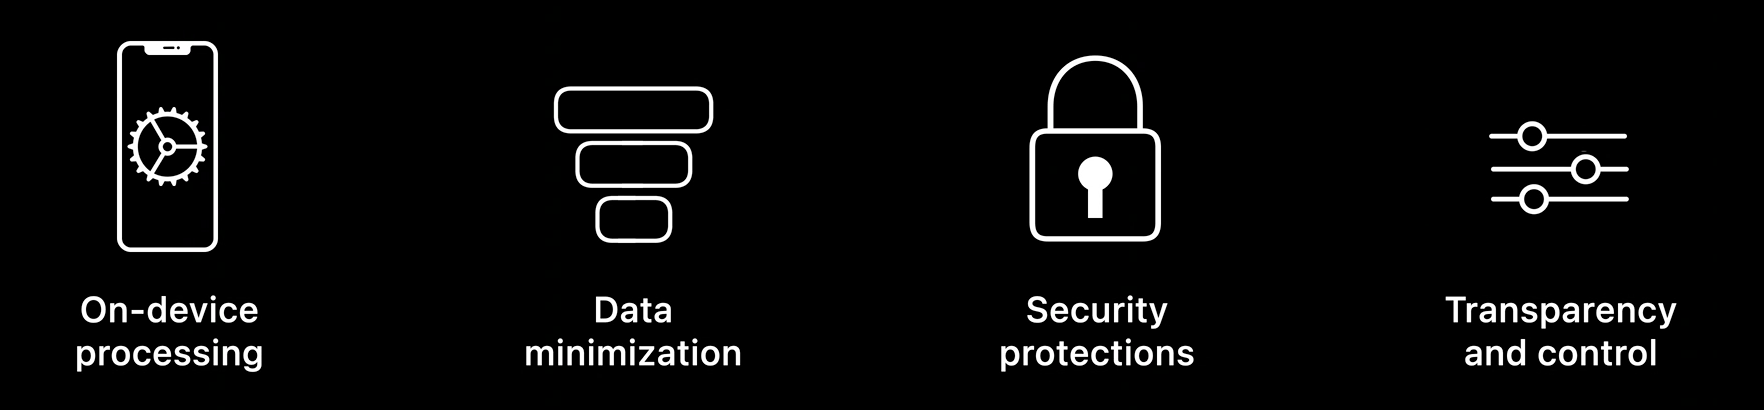 On-device
processing
Data
minimization
Security
protections
Transparency
and control